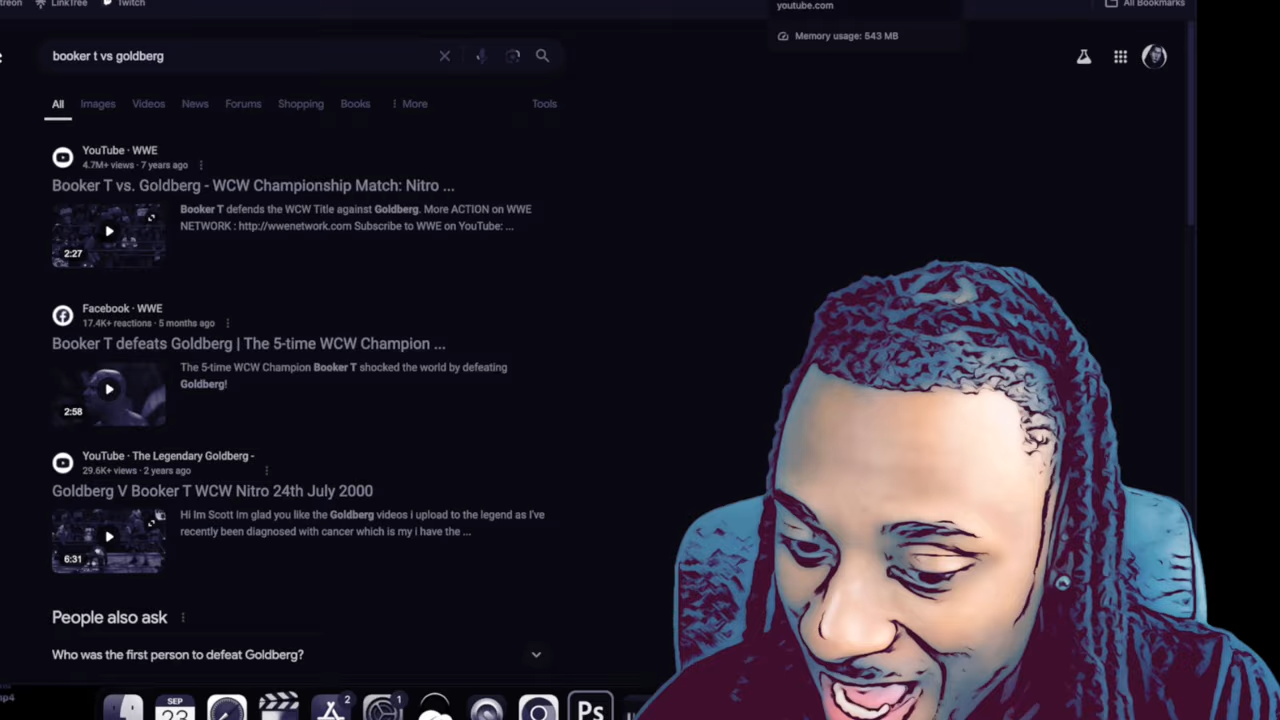 treon LinkTree Twitch
youtube.com
All Bookmarks
Memory usage: 543 MB
booker t vs goldberg
All Images Videos News Forums Shopping Books More Tools
YouTube · WWE
4.7M+ views · 7 years ago
Booker T vs. Goldberg - WCW Championship Match: Nitro ...
Booker T defends the WCW Title against Goldberg. More ACTION on WWE
NETWORK : http://wwenetwork.com Subscribe to WWE on YouTube: ...
2:27
Facebook · WWE
17.4K+ reactions · 5 months ago
Booker T defeats Goldberg | The 5-time WCW Champion ...
The 5-time WCW Champion Booker T shocked the world by defeating
Goldberg!
2:58
YouTube · The Legendary Goldberg -
29.6K+ views · 2 years ago
Goldberg V Booker T WCW Nitro 24th July 2000
Hi Im Scott Im glad you like the Goldberg videos i upload to the legend as I've
recently been diagnosed with cancer which is my i have the ...
6:31
People also ask
Who was the first person to defeat Goldberg?
mp4
SEP
23
2
1
Ps